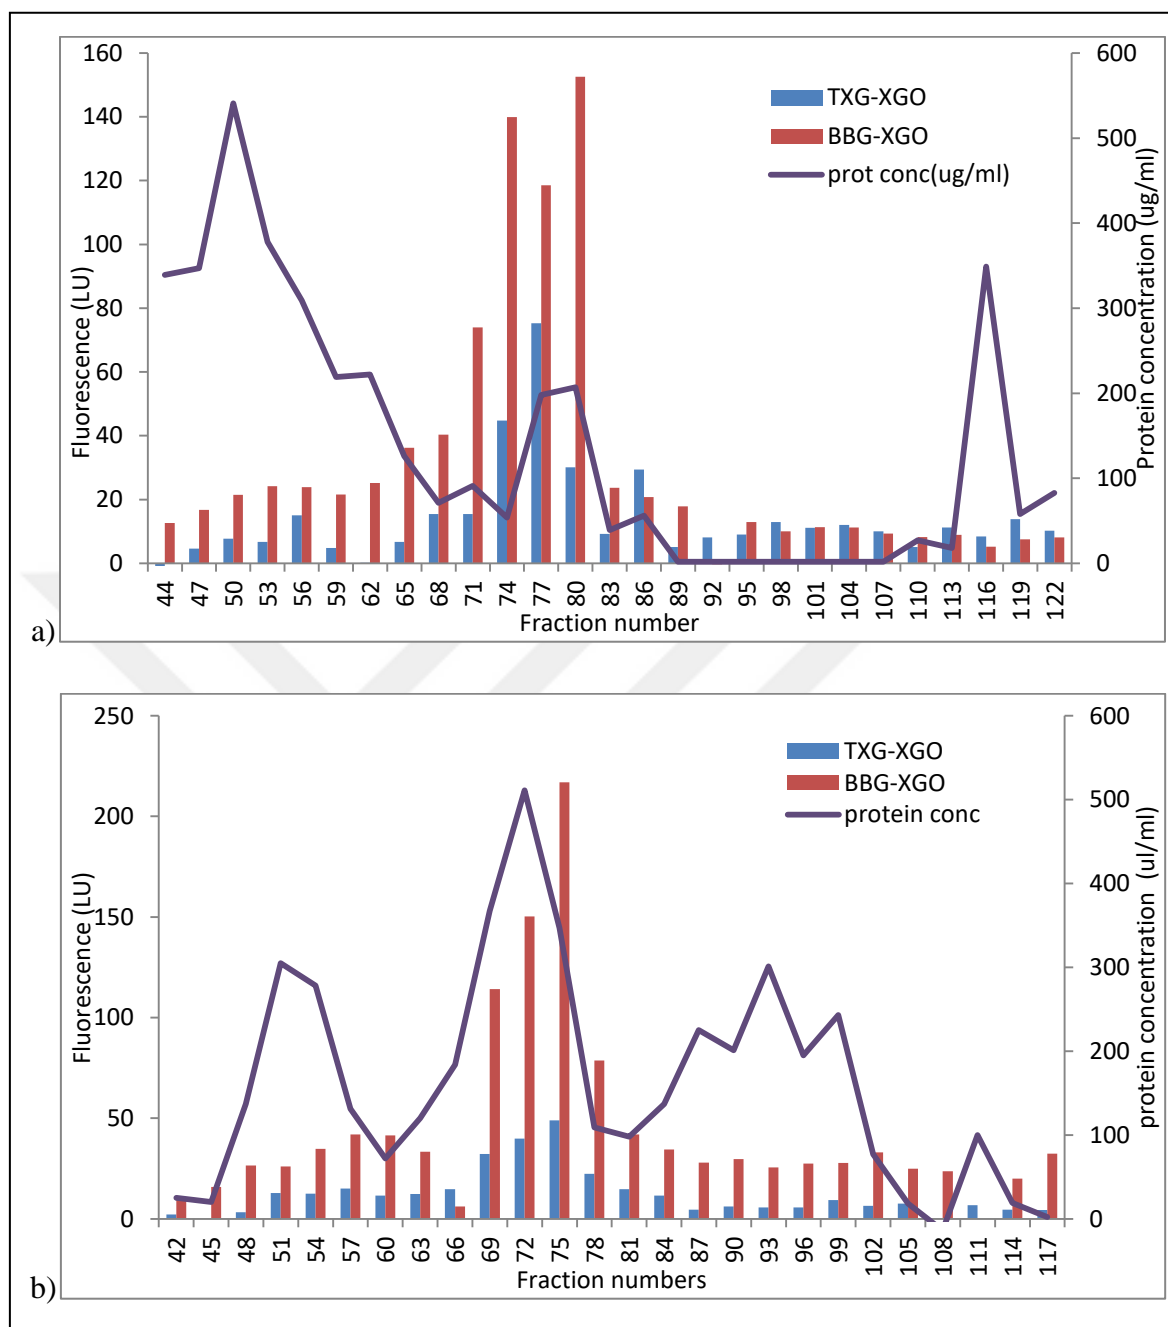 160
140
120
100
80
60
40
20
0
600
500
400
300
200
100
0
Fluorescence (LU)
Protein concentration (ug/ml)
TXG-XGO
BBG-XGO
prot conc(ug/ml)
44 47 50 53 56 59 62 65 68 71 74 77 80 83 86 89 92 95 98 101 104 107 110 113 116 119 122
Fraction number
a)
250
200
150
100
50
0
600
500
400
300
200
100
0
Fluorescence (LU)
protein concentration (ul/ml)
TXG-XGO
BBG-XGO
protein conc
42 45 48 51 54 57 60 63 66 69 72 75 78 81 84 87 90 93 96 99 102 105 108 111 114 117
Fraction numbers
b)